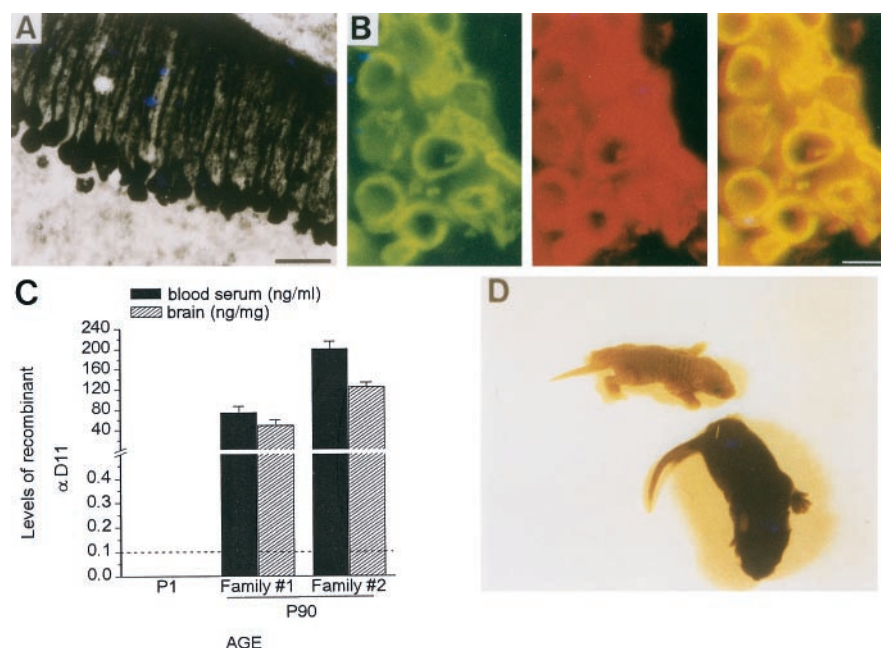 A
B
C
blood serum (ng/ml)
brain (ng/mg)
Levels of recombinant
α D11
240
200
160
120
80
40
0.4
0.3
0.2
0.1
0.0
P1
Family #1
Family #2
P90
AGE
D